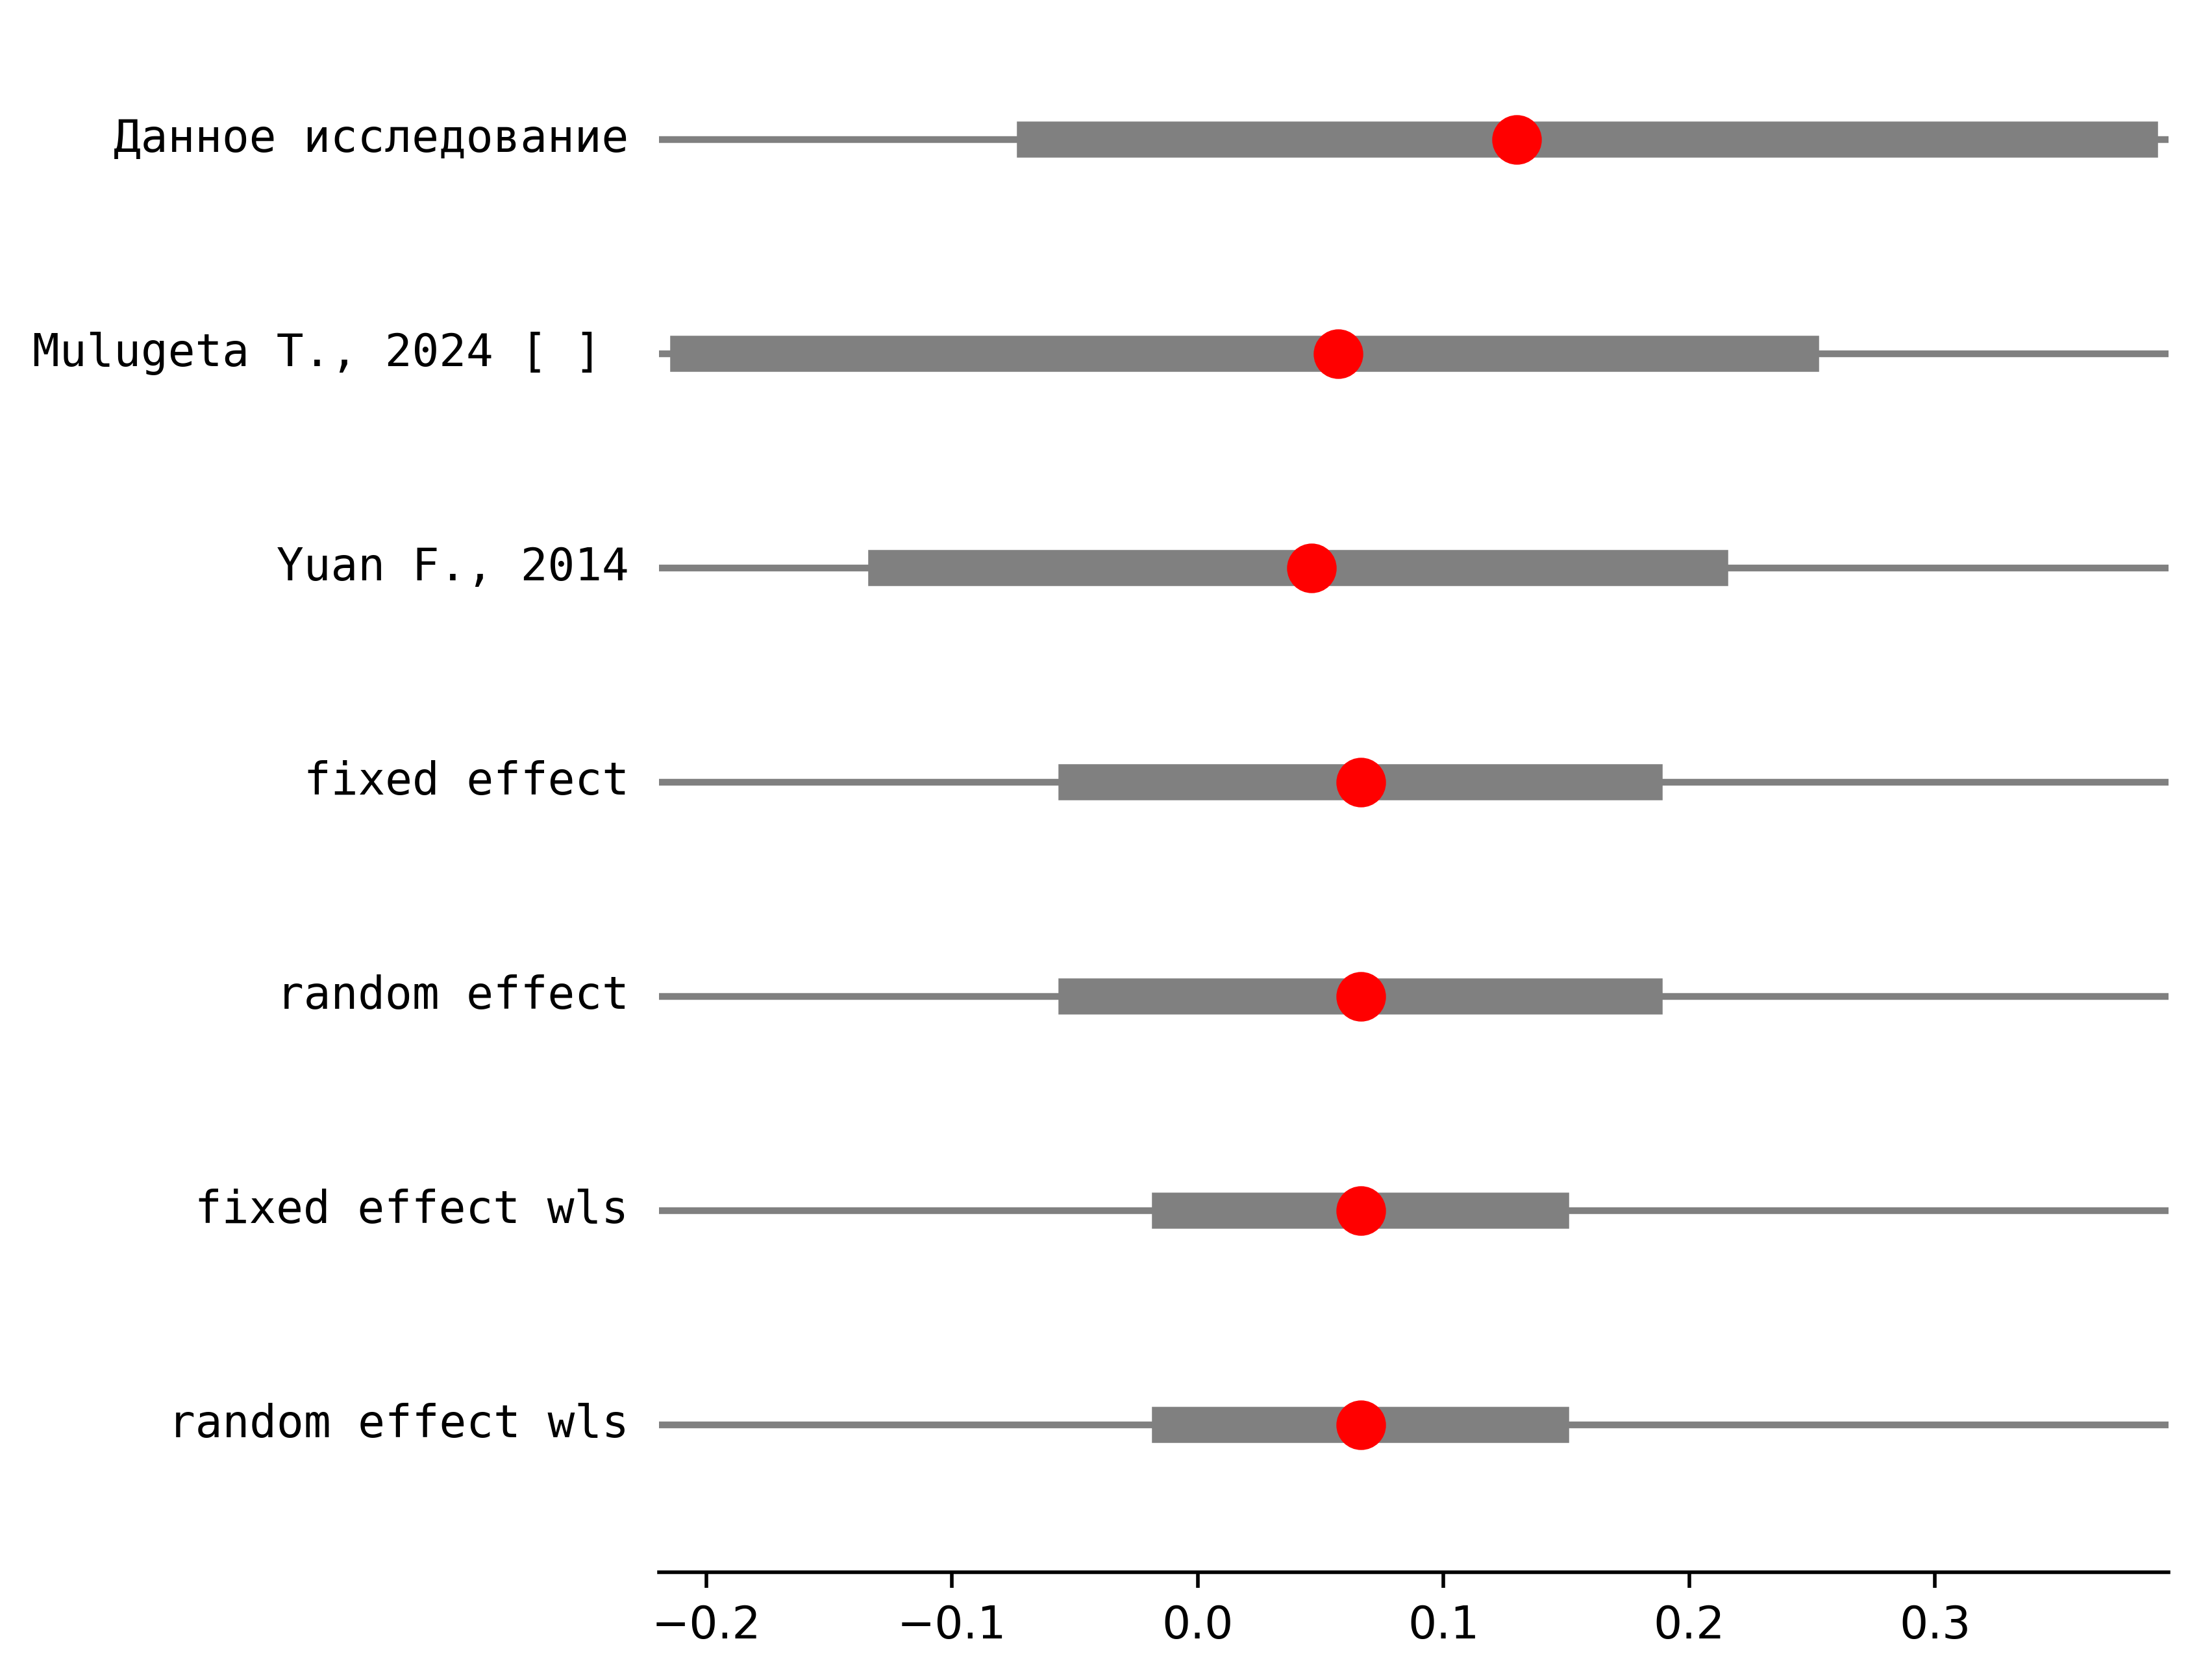 Данное исследование
Mulugeta T., 2024 [ ]
Yuan F., 2014
fixed effect
random effect
fixed effect wls
random effect wls
−0.2 −0.1 0.0 0.1 0.2 0.3